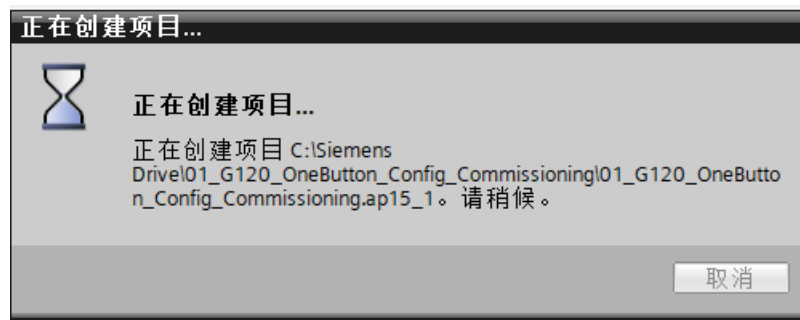 正在创建项目...
正在创建项目...
正在创建项目 C:\Siemens
Drive\01_G120_OneButton_Config_Commissioning\01_G120_OneButto
n_Config_Commissioning.ap15_1。请稍候。
取消